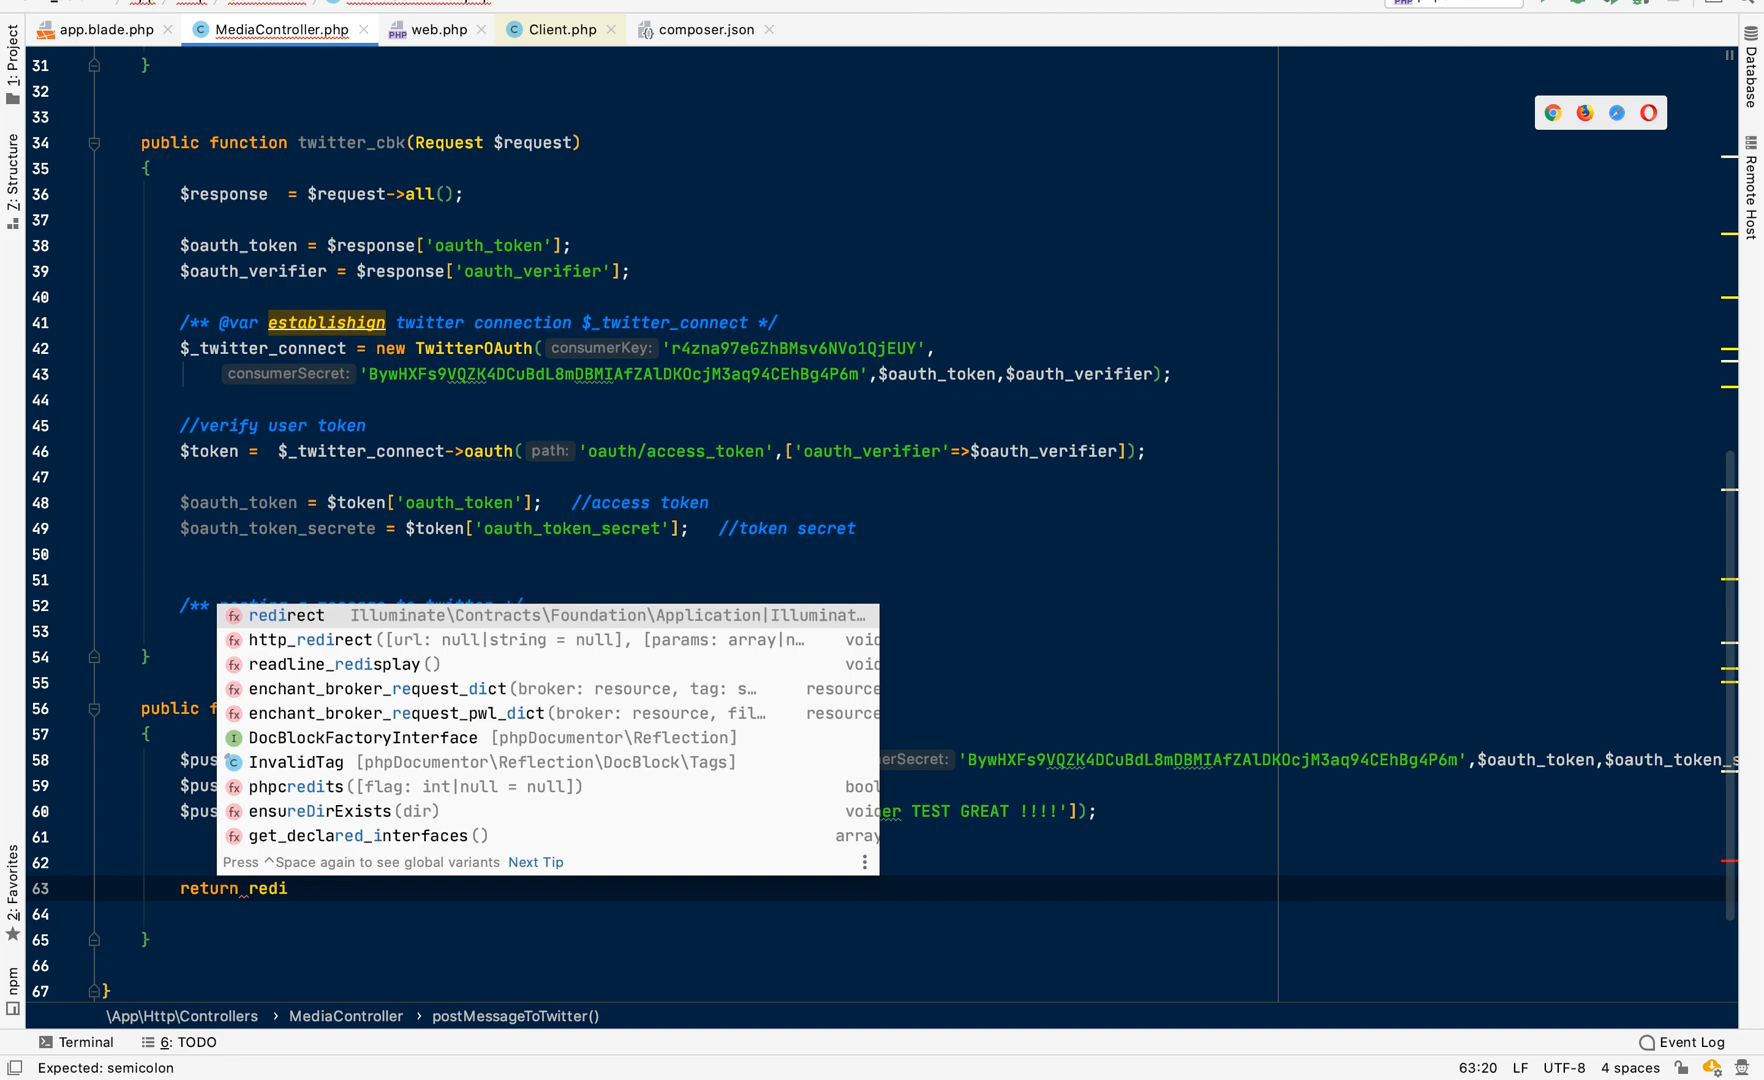 app.blade.php
MediaController.php
web.php
Client.php
composer.json
1: Project
7: Structure
2: Favorites
npm
Database
Remote Host
31 }
32
33
34 public function twitter_cbk(Request $request)
35 {
36 $response = $request->all();
37
38 $oauth_token = $response['oauth_token'];
39 $oauth_verifier = $response['oauth_verifier'];
40
41 /** @var establishign twitter connection $_twitter_connect */
42 $_twitter_connect = new TwitterOAuth( consumerKey: 'r4zna97eGZhBMsv6NVo1QjEUY',
43 consumerSecret: 'BywHXFs9VQZK4DCuBdL8mDBMIAfZAlDKOcjM3aq94CEhBg4P6m',$oauth_token,$oauth_verifier);
44
45 //verify user token
46 $token = $_twitter_connect->oauth( path: 'oauth/access_token',['oauth_verifier'=>$oauth_verifier]);
47
48 $oauth_token = $token['oauth_token']; //access token
49 $oauth_token_secrete = $token['oauth_token_secret']; //token secret
50
51
52 /**
53
54 }
55
56 public f
57 {
58 $pus erSecret: 'BywHXFs9VQZK4DCuBdL8mDBMIAfZAlDKOcjM3aq94CEhBg4P6m',$oauth_token,$oauth_token_s
59 $pus
60 $pus er TEST GREAT !!!!']);
61
62
63 return redi
64
65 }
66
67 }
redirect Illuminate\Contracts\Foundation\Application|Illuminat…
http_redirect([url: null|string = null], [params: array|n… void
readline_redisplay() void
enchant_broker_request_dict(broker: resource, tag: s… resource
enchant_broker_request_pwl_dict(broker: resource, fil… resource
DocBlockFactoryInterface [phpDocumentor\Reflection]
InvalidTag [phpDocumentor\Reflection\DocBlock\Tags]
phpcredits([flag: int|null = null]) bool
ensureDirExists(dir) void
get_declared_interfaces() array
Press ^Space again to see global variants Next Tip
\App\Http\Controllers › MediaController › postMessageToTwitter()
Terminal 6: TODO Event Log
Expected: semicolon 63:20 LF UTF-8 4 spaces